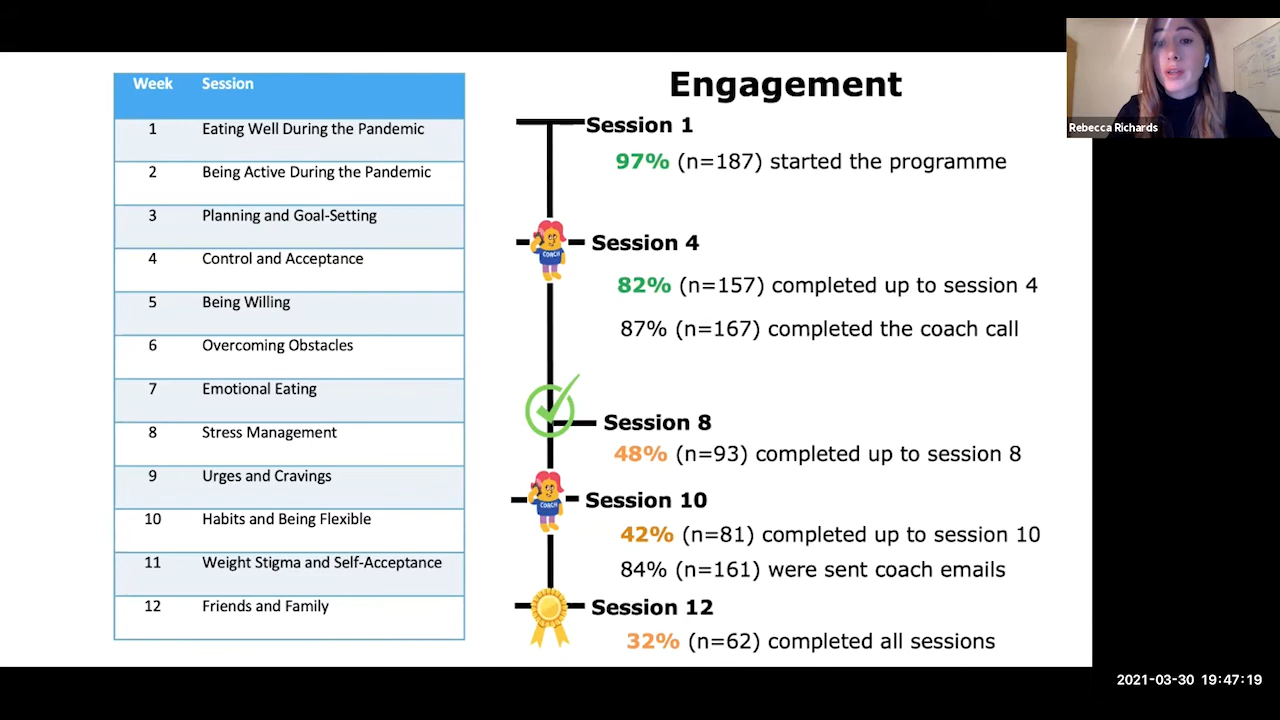 Week Session
1 Eating Well During the Pandemic
2 Being Active During the Pandemic
3 Planning and Goal-Setting
4 Control and Acceptance
5 Being Willing
6 Overcoming Obstacles
7 Emotional Eating
8 Stress Management
9 Urges and Cravings
10 Habits and Being Flexible
11 Weight Stigma and Self-Acceptance
12 Friends and Family
Engagement
Session 1
97% (n=187) started the programme
COACH
Session 4
82% (n=157) completed up to session 4
87% (n=167) completed the coach call
Session 8
48% (n=93) completed up to session 8
COACH
Session 10
42% (n=81) completed up to session 10
84% (n=161) were sent coach emails
Session 12
32% (n=62) completed all sessions
Rebecca Richards
2021-03-30 19:47:19